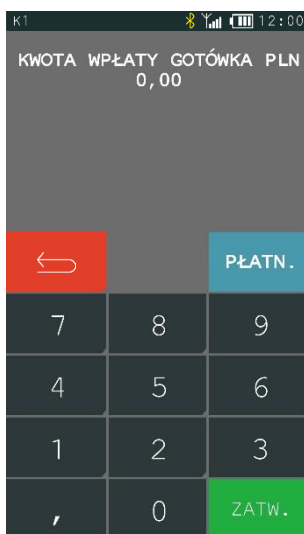 K1 12:00
KWOTA WPŁATY GOTÓWKA PLN
0,00
PŁATN.
7 8 9
4 5 6
1 2 3
, 0 ZATW.